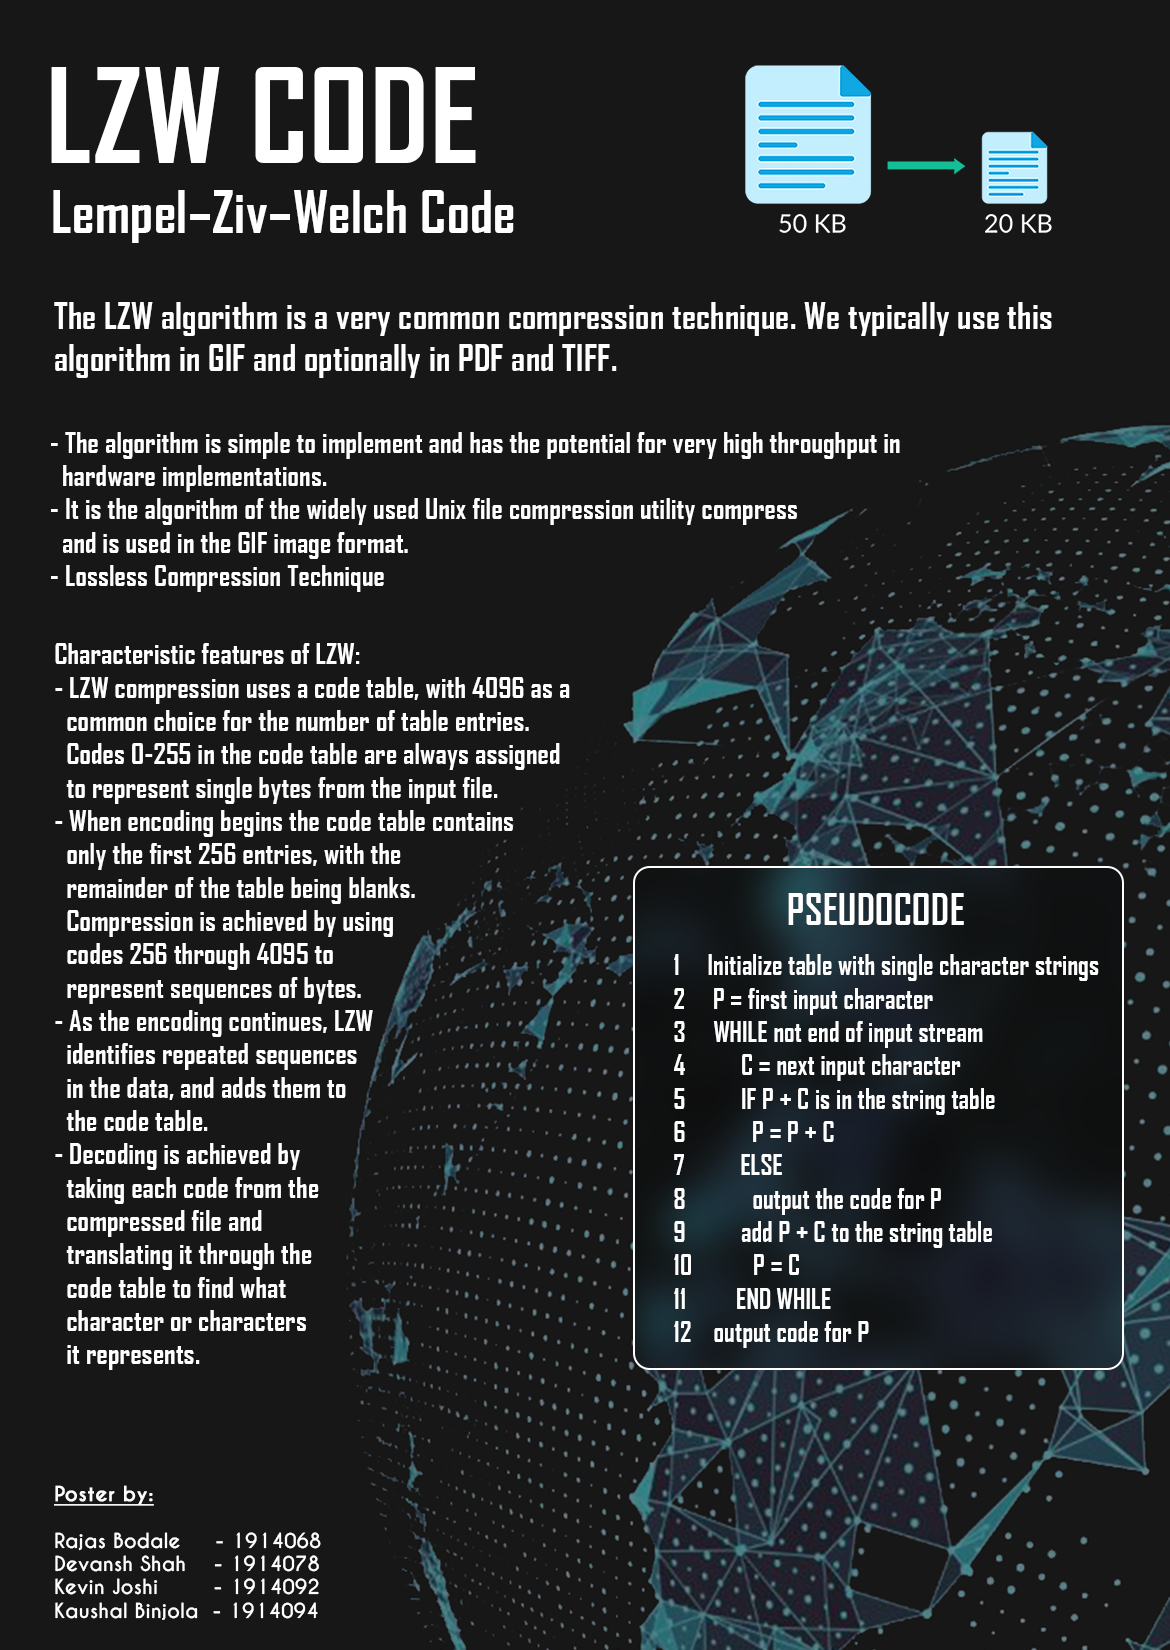 LZW CODE
Lempel-Ziv-Welch Code
50 KB
20 KB
The LZW algorithm is a very common compression technique. We typically use this
algorithm in GIF and optionally in PDF and TIFF.
- The algorithm is simple to implement and has the potential for very high throughput in
hardware implementations.
- It is the algorithm of the widely used Unix file compression utility compress
and is used in the GIF image format.
- Lossless Compression Technique
Characteristic features of LZW:
- LZW compression uses a code table, with 4096 as a
common choice for the number of table entries.
Codes 0-255 in the code table are always assigned
to represent single bytes from the input file.
- When encoding begins the code table contains
only the first 256 entries, with the
remainder of the table being blanks.
Compression is achieved by using
codes 256 through 4095 to
represent sequences of bytes.
- As the encoding continues, LZW
identifies repeated sequences
in the data, and adds them to
the code table.
- Decoding is achieved by
taking each code from the
compressed file and
translating it through the
code table to find what
character or characters
it represents.
PSEUDOCODE
1 Initialize table with single character strings
2 P = first input character
3 WHILE not end of input stream
4 C = next input character
5 IF P + C is in the string table
6 P = P + C
7 ELSE
8 output the code for P
9 add P + C to the string table
10 P = C
11 END WHILE
12 output code for P
Poster by:
Rajas Bodale - 1914068
Devansh Shah - 1914078
Kevin Joshi - 1914092
Kaushal Binjola - 1914094